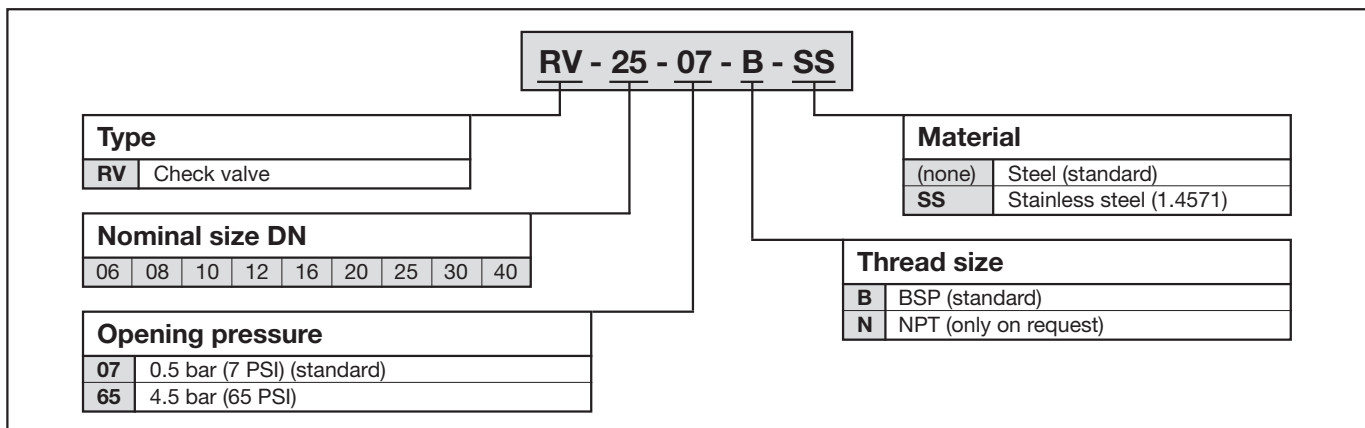 RV - 25 - 07 - B - SS
Type
RV Check valve
Nominal size DN
06 08 10 12 16 20 25 30 40
Opening pressure
07 0.5 bar (7 PSI) (standard)
65 4.5 bar (65 PSI)
Material
(none) Steel (standard)
SS Stainless steel (1.4571)
Thread size
B BSP (standard)
N NPT (only on request)